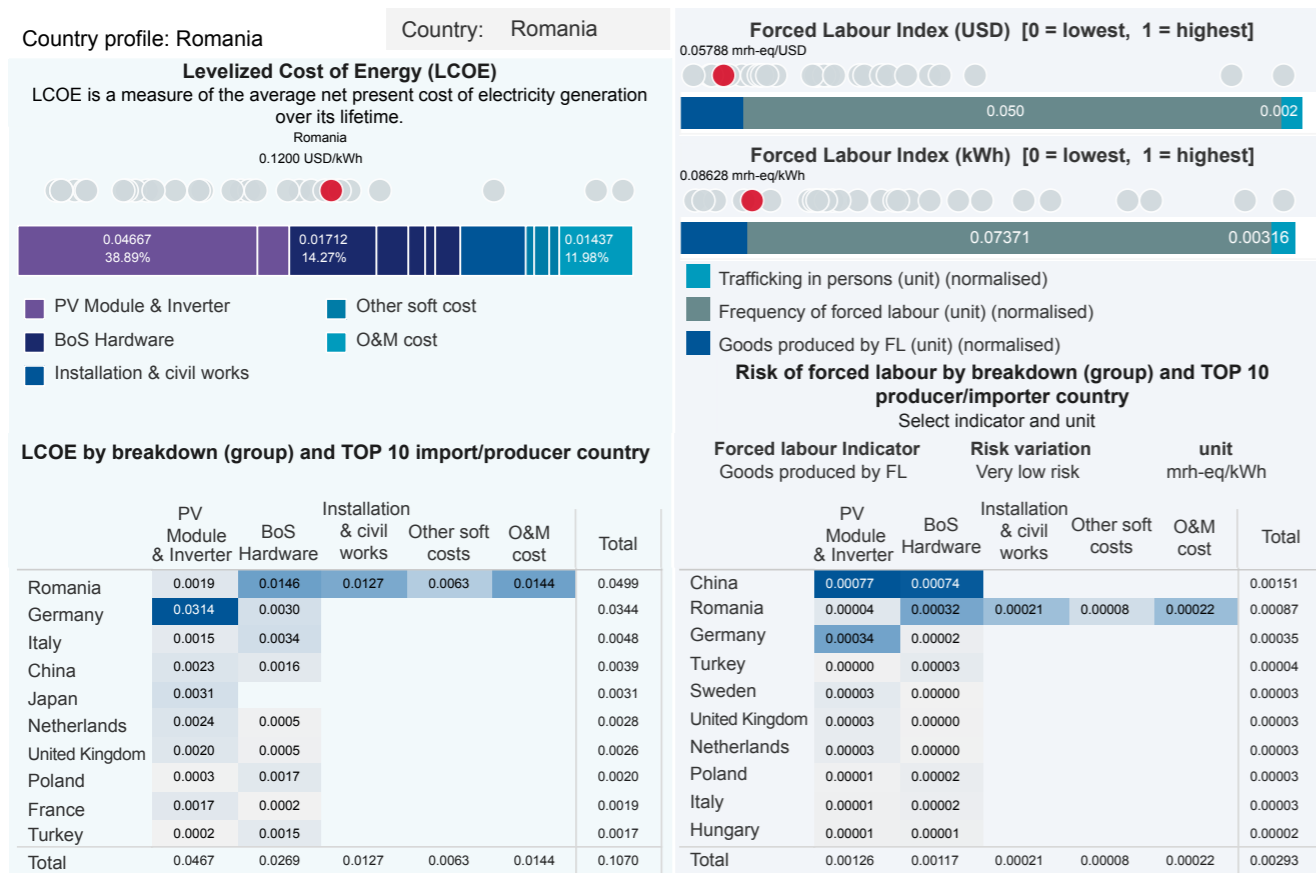 Country profile: Romania
Country: Romania
Levelized Cost of Energy (LCOE)
LCOE is a measure of the average net present cost of electricity generation
over its lifetime.
Romania
0.1200 USD/kWh
0.04667 0.01712 0.01437
38.89% 14.27% 11.98%
PV Module & Inverter Other soft cost
BoS Hardware O&M cost
Installation & civil works
LCOE by breakdown (group) and TOP 10 import/producer country
PV Module & Inverter BoS Hardware Installation & civil works Other soft costs O&M cost Total
Romania 0.0019 0.0146 0.0127 0.0063 0.0144 0.0499
Germany 0.0314 0.0030 0.0344
Italy 0.0015 0.0034 0.0048
China 0.0023 0.0016 0.0039
Japan 0.0031 0.0031
Netherlands 0.0024 0.0005 0.0028
United Kingdom 0.0020 0.0005 0.0026
Poland 0.0003 0.0017 0.0020
France 0.0017 0.0002 0.0019
Turkey 0.0002 0.0015 0.0017
Total 0.0467 0.0269 0.0127 0.0063 0.0144 0.1070
Forced Labour Index (USD) [0 = lowest, 1 = highest]
0.05788 mrh-eq/USD
0.050 0.002
Forced Labour Index (kWh) [0 = lowest, 1 = highest]
0.08628 mrh-eq/kWh
0.07371 0.00316
Trafficking in persons (unit) (normalised)
Frequency of forced labour (unit) (normalised)
Goods produced by FL (unit) (normalised)
Risk of forced labour by breakdown (group) and TOP 10
producer/importer country
Select indicator and unit
Forced labour Indicator Risk variation unit
Goods produced by FL Very low risk mrh-eq/kWh
PV Module & Inverter BoS Hardware Installation & civil works Other soft costs O&M cost Total
China 0.00077 0.00074 0.00151
Romania 0.00004 0.00032 0.00021 0.00008 0.00022 0.00087
Germany 0.00034 0.00002 0.00035
Turkey 0.00000 0.00003 0.00004
Sweden 0.00003 0.00000 0.00003
United Kingdom 0.00003 0.00000 0.00003
Netherlands 0.00003 0.00000 0.00003
Poland 0.00001 0.00002 0.00003
Italy 0.00001 0.00002 0.00003
Hungary 0.00001 0.00001 0.00002
Total 0.00126 0.00117 0.00021 0.00008 0.00022 0.00293